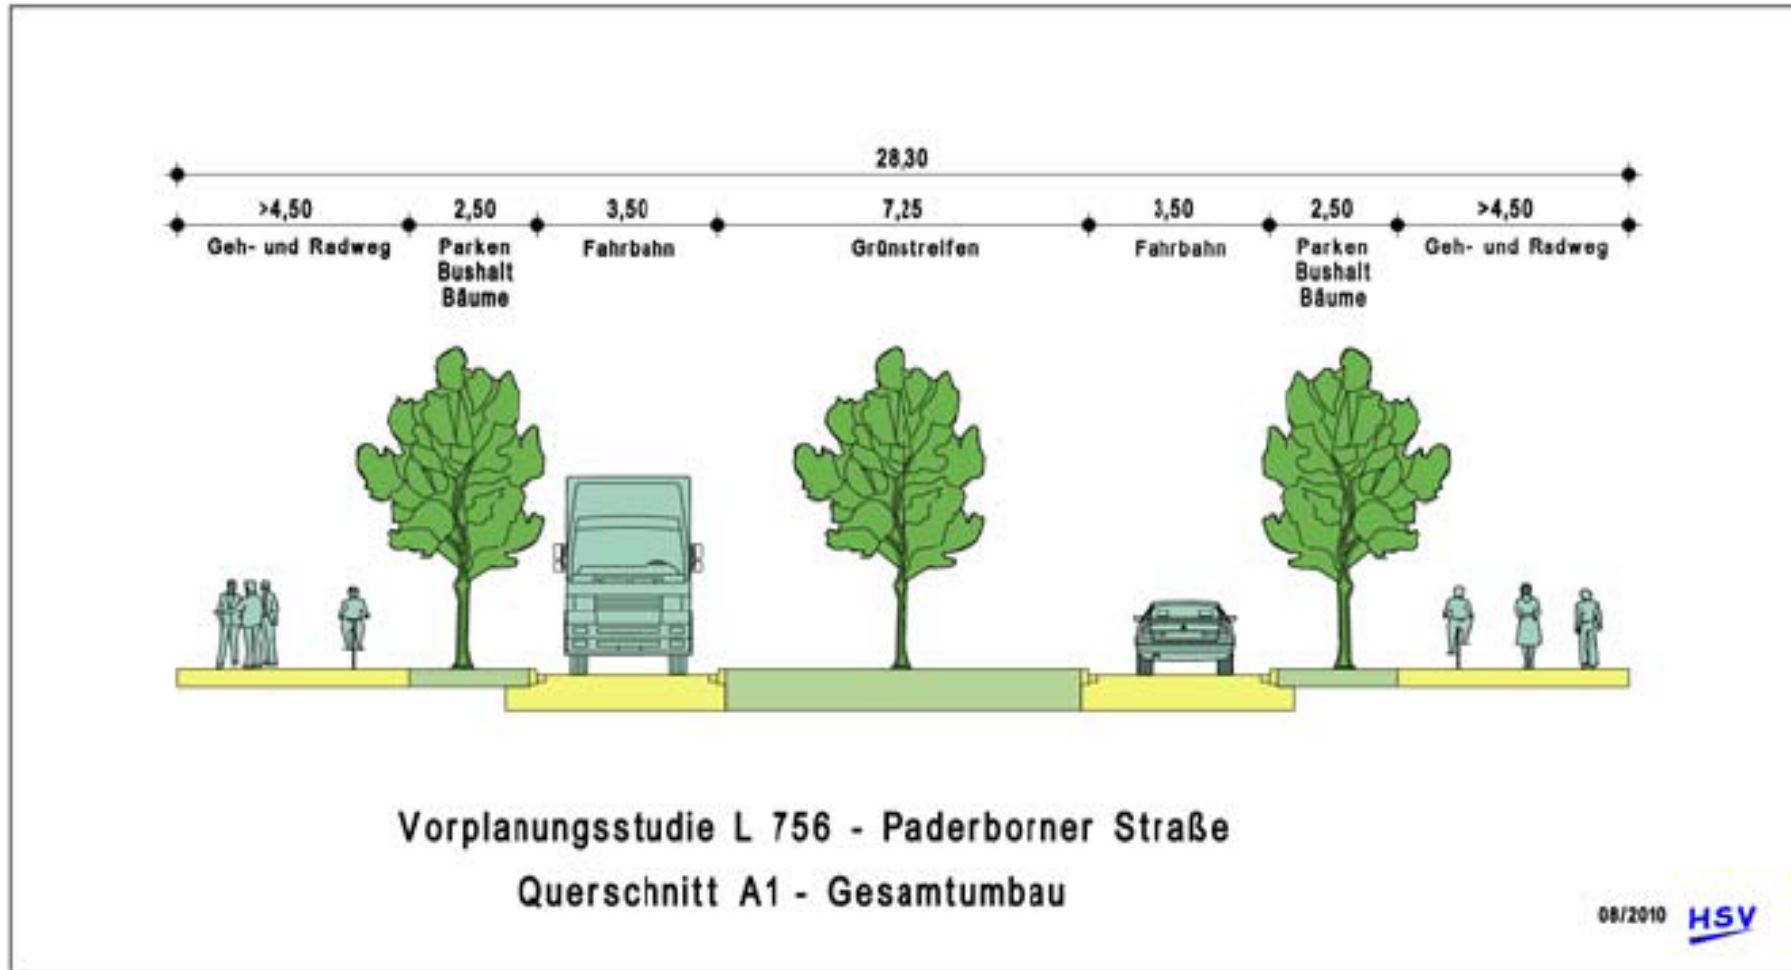 28,30
>4,50 2,50 3,50 7,25 3,50 2,50 >4,50
Geh- und Radweg Parken Fahrbahn Grünstreifen Fahrbahn Parken Geh- und Radweg
Bushalt Bushalt
Bäume Bäume
Vorplanungsstudie L 756 - Paderborner Straße
Querschnitt A1 - Gesamtumbau
08/2010 HSV